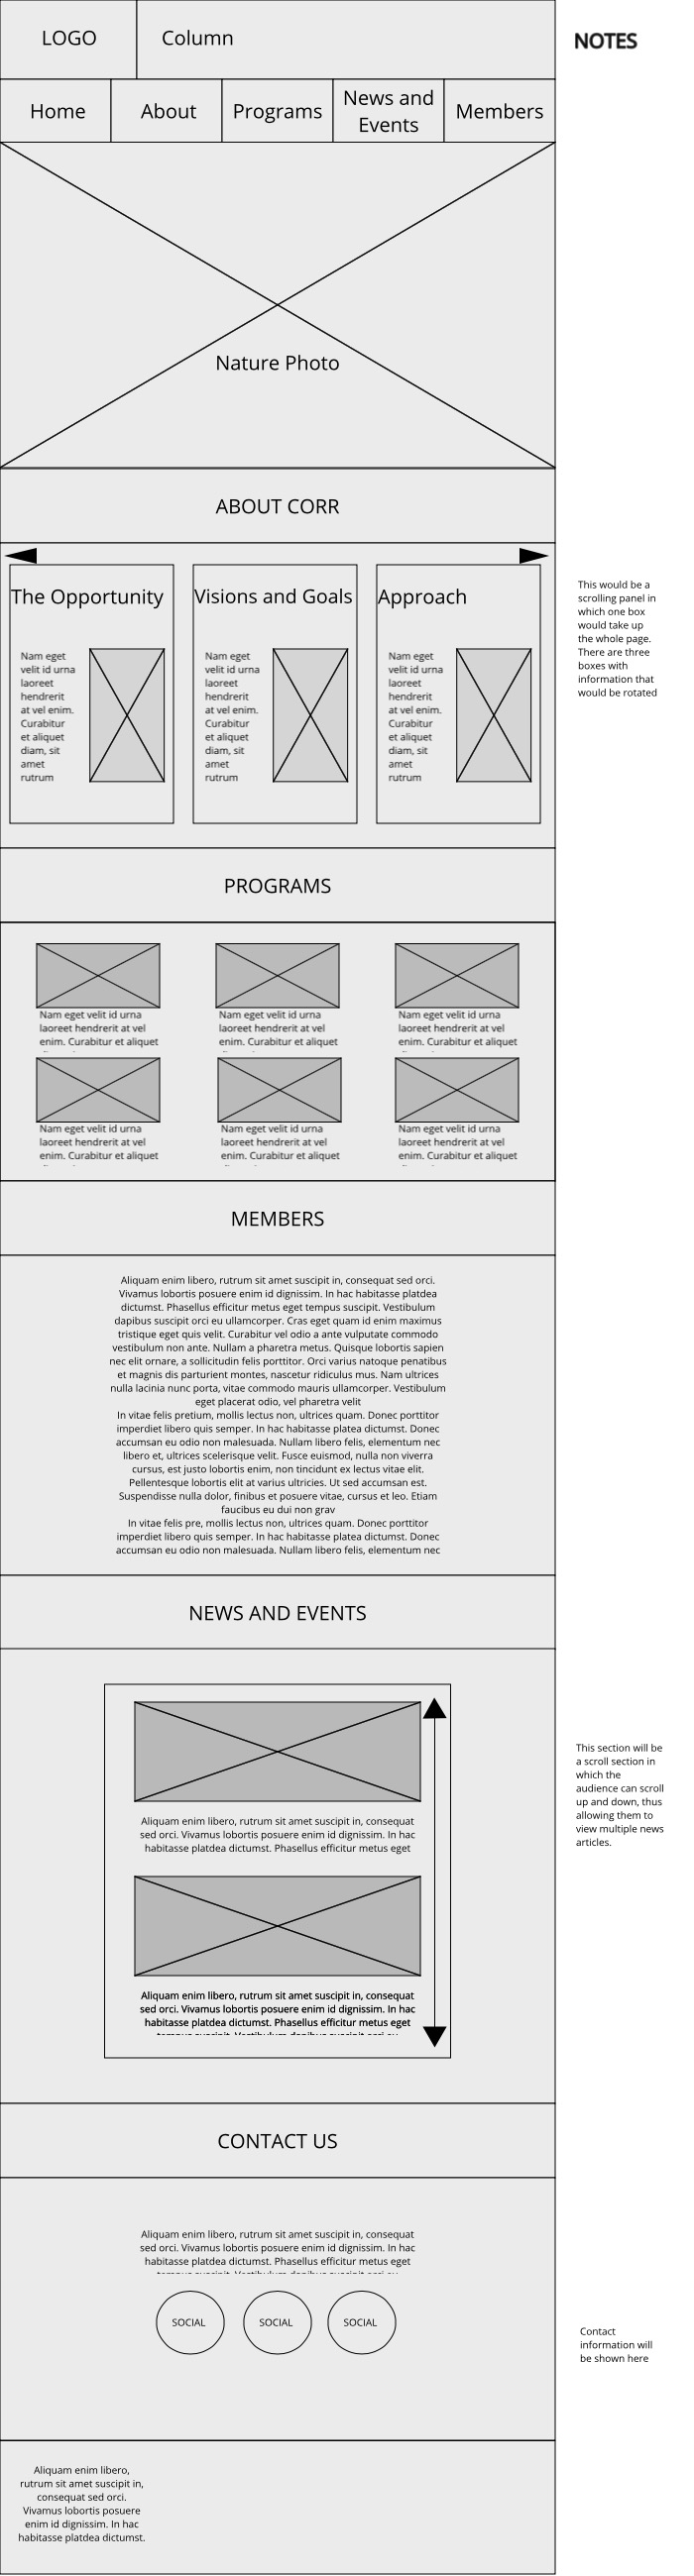 LOGO
Column
NOTES
Home
About
Programs
News and
Events
Members
Nature Photo
ABOUT CORR
The Opportunity
Nam eget
velit id urna
laoreet
hendrerit
at vel enim.
Curabitur
et aliquet
diam, sit
amet
rutrum
Visions and Goals
Nam eget
velit id urna
laoreet
hendrerit
at vel enim.
Curabitur
et aliquet
diam, sit
amet
rutrum
Approach
Nam eget
velit id urna
laoreet
hendrerit
at vel enim.
Curabitur
et aliquet
diam, sit
amet
rutrum
This would be a
scrolling panel in
which one box
would take up
the whole page.
There are three
boxes with
information that
would be rotated
PROGRAMS
Nam eget velit id urna
laoreet hendrerit at vel
enim. Curabitur et aliquet
Nam eget velit id urna
laoreet hendrerit at vel
enim. Curabitur et aliquet
Nam eget velit id urna
laoreet hendrerit at vel
enim. Curabitur et aliquet
Nam eget velit id urna
laoreet hendrerit at vel
enim. Curabitur et aliquet
Nam eget velit id urna
laoreet hendrerit at vel
enim. Curabitur et aliquet
Nam eget velit id urna
laoreet hendrerit at vel
enim. Curabitur et aliquet
MEMBERS
Aliquam enim libero, rutrum sit amet suscipit in, consequat sed orci.
Vivamus lobortis posuere enim id dignissim. In hac habitasse platdea
dictumst. Phasellus efficitur metus eget tempus suscipit. Vestibulum
dapibus suscipit orci eu ullamcorper. Cras eget quam id enim maximus
tristique eget quis velit. Curabitur vel odio a ante vulputate commodo
vestibulum non ante. Nullam a pharetra metus. Quisque lobortis sapien
nec elit ornare, a sollicitudin felis porttitor. Orci varius natoque penatibus
et magnis dis parturient montes, nascetur ridiculus mus. Nam ultrices
nulla lacinia nunc porta, vitae commodo mauris ullamcorper. Vestibulum
eget placerat odio, vel pharetra velit
In vitae felis pretium, mollis lectus non, ultrices quam. Donec porttitor
imperdiet libero quis semper. In hac habitasse platea dictumst. Donec
accumsan eu odio non malesuada. Nullam libero felis, elementum nec
libero et, ultrices scelerisque velit. Fusce euismod, nulla non viverra
cursus, est justo lobortis enim, non tincidunt ex lectus vitae elit.
Pellentesque lobortis elit at varius ultricies. Ut sed accumsan est.
Suspendisse nulla dolor, finibus et posuere vitae, cursus et leo. Etiam
faucibus eu dui non grav
In vitae felis pre, mollis lectus non, ultrices quam. Donec porttitor
imperdiet libero quis semper. In hac habitasse platea dictumst. Donec
accumsan eu odio non malesuada. Nullam libero felis, elementum nec
NEWS AND EVENTS
Aliquam enim libero, rutrum sit amet suscipit in, consequat
sed orci. Vivamus lobortis posuere enim id dignissim. In hac
habitasse platdea dictumst. Phasellus efficitur metus eget
Aliquam enim libero, rutrum sit amet suscipit in, consequat
sed orci. Vivamus lobortis posuere enim id dignissim. In hac
habitasse platdea dictumst. Phasellus efficitur metus eget
This section will be
a scroll section in
which the
audience can scroll
up and down, thus
allowing them to
view multiple news
articles.
CONTACT US
Aliquam enim libero, rutrum sit amet suscipit in, consequat
sed orci. Vivamus lobortis posuere enim id dignissim. In hac
habitasse platdea dictumst. Phasellus efficitur metus eget
SOCIAL
SOCIAL
SOCIAL
Contact
information will
be shown here
Aliquam enim libero,
rutrum sit amet suscipit in,
consequat sed orci.
Vivamus lobortis posuere
enim id dignissim. In hac
habitasse platdea dictumst.